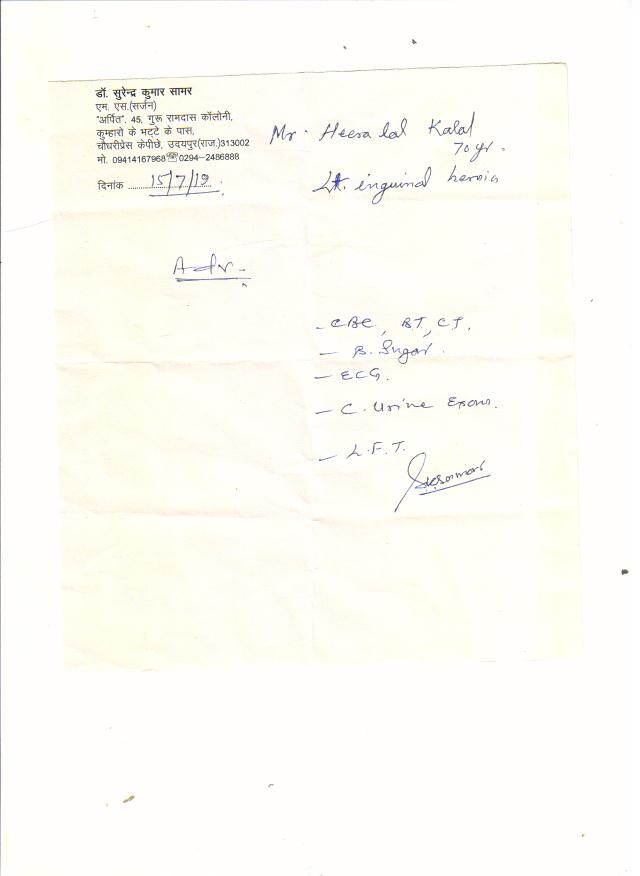 डॉ. सुरेन्द्र कुमार सामर
एम. एस.(सर्जन)
"अर्पित". 45, गुरू रामदास कॉलोनी,
कुम्हारो के भट्टे के पास,
चौधरीप्रेस केपीछे, उदयपुर(राज.)313002
मो. 09414167968☏0294–2486888
दिनांक 15/7/19
Mr. Heera lal Kalal
70 yr.
Lt. inguinal hernia
Adv-
- CBC, BT, CT.
- B. Sugar.
- ECG.
- C. Urine Exam.
- L.F.T.